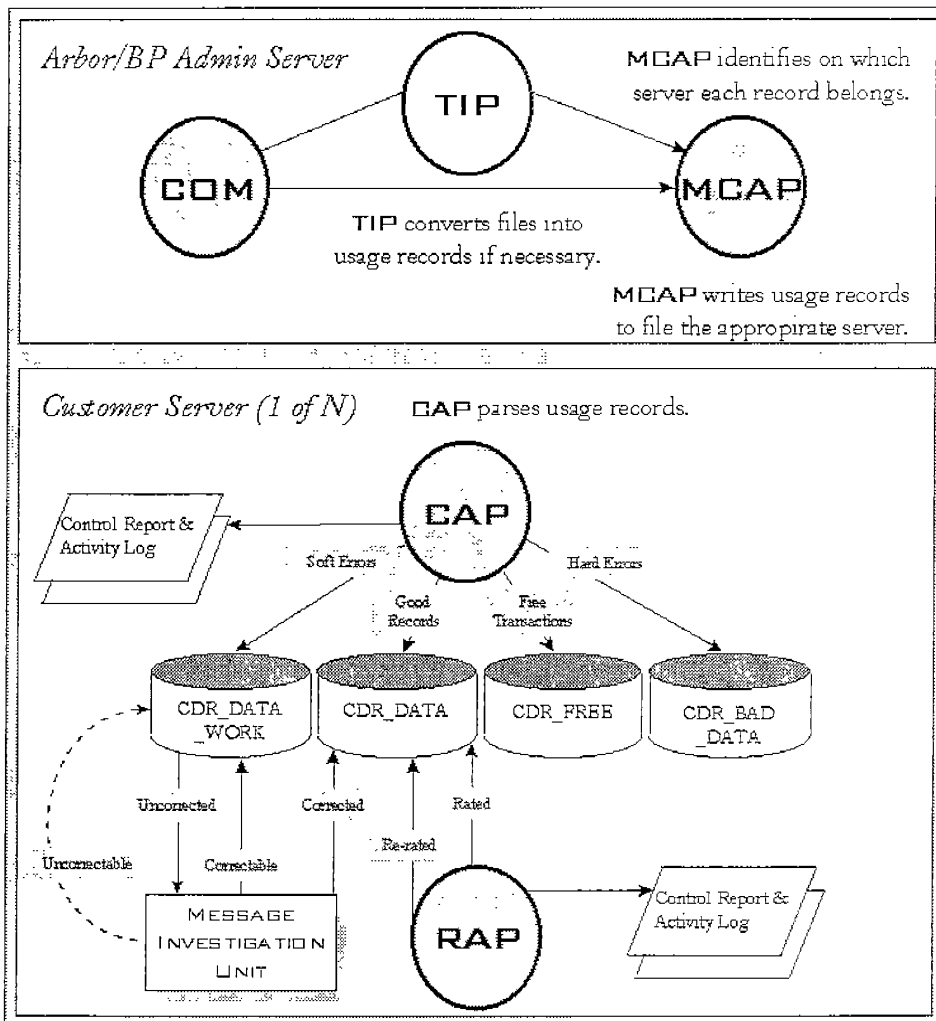 Arbor/BP Admin Server
MCAP identifies on which
server each record belongs.
TIP
COM
MCAP
TIP converts files into
usage records if necessary.
MCAP writes usage records
to file the appropirate server.
Customer Server (1 of N)
CAP parses usage records.
CAP
Control Report &
Activity Log
Soft Errors
Hard Errors
Good
Records
Free
Transactions
CDR_DATA
_WORK
CDR_DATA
CDR_FREE
CDR_BAD
_DATA
Uncorrected
Corrected
Rated
Re-rated
Uncorrectable
Correctable
MESSAGE
INVESTIGATION
UNIT
RAP
Control Report &
Activity Log